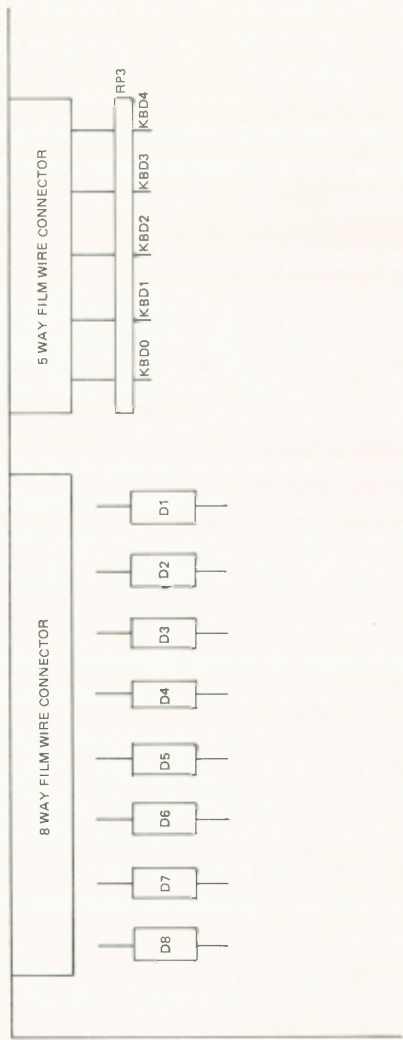 8 WAY FILM WIRE CONNECTOR
5 WAY FILM WIRE CONNECTOR
RP3
D8
D7
D6
D5
D4
D3
D2
D1
KBD0
KBD1
KBD2
KBD3
KBD4